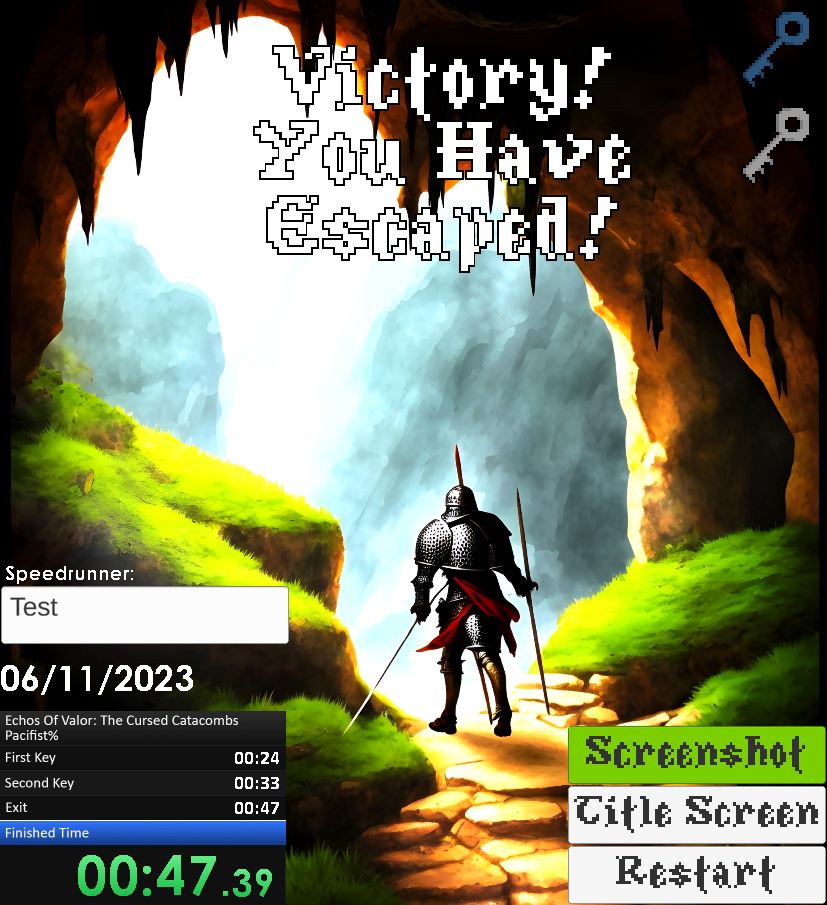 Victory!
You Have
Escaped!
Speedrunner:
Test
06/11/2023
Echos Of Valor: The Cursed Catacombs
Pacifist%
First Key 00:24
Second Key 00:33
Exit 00:47
Finished Time
00:47.39
Screenshot
Title Screen
Restart